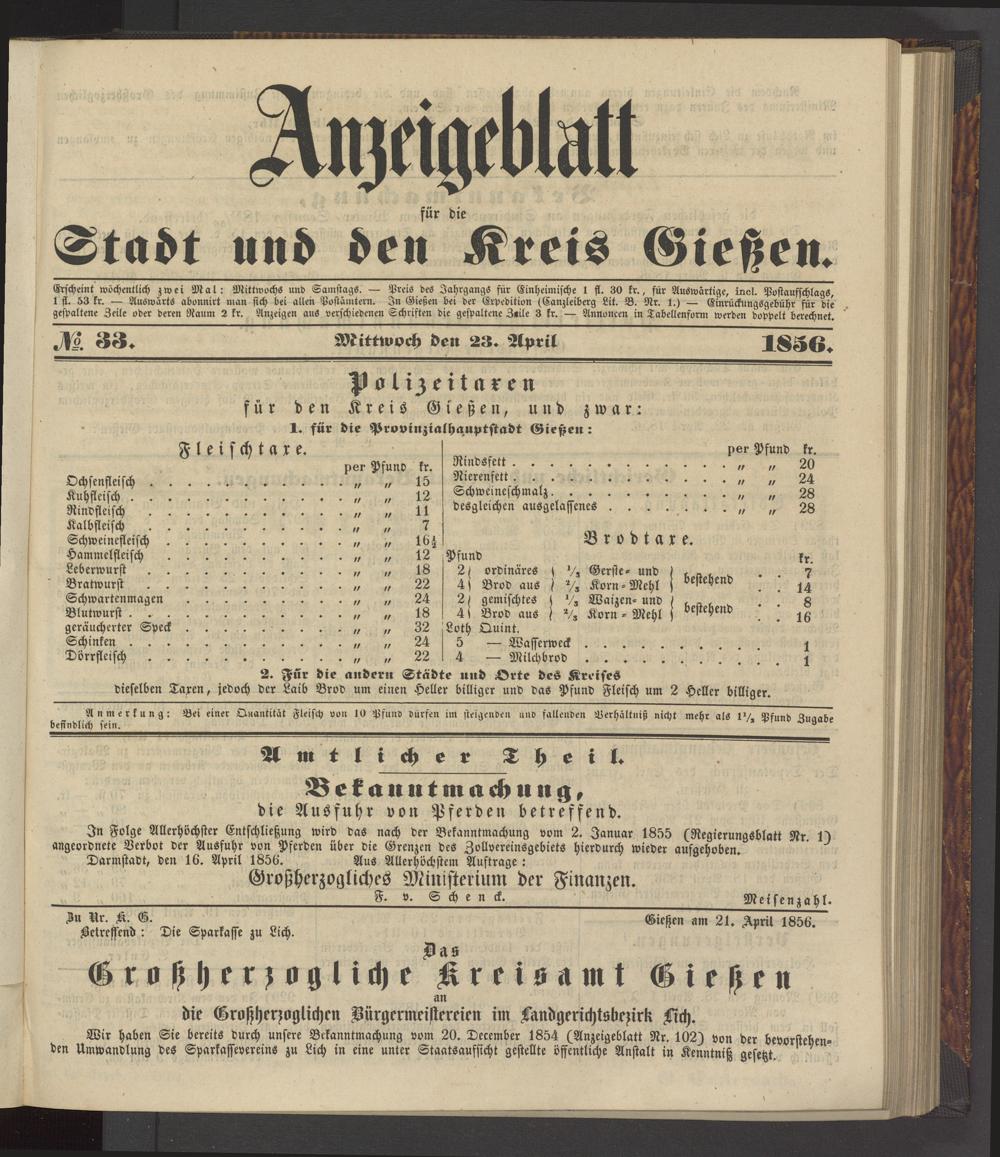 Anzeigeblatt
für die
Stadt und den Kreis Gießen.
Erscheint wöchentlich zwei Mal: Mittwochs und Samstags. — Preis des Jahrgangs für Einheimische 1 fl. 30 kr., für Auswärtige, incl. Postaufschlags,
1 fl. 53 kr. — Auswärts abonnirt man sich bei allen Postämtern. In Gießen bei der Expedition (Canzleiberg Lit. B. Nr. 1.) — Einrückungsgebühr für die
gespaltene Zeile oder deren Raum 2 kr. Anzeigen aus verschiedenen Schriften die gespaltene Zeile 3 kr. — Annoncen in Tabellenform werden doppelt berechnet.
№ 33. Mittwoch den 23. April 1856.
Polizeitaxen
für den Kreis Gießen, und zwar:
1. für die Provinzialhauptstadt Gießen:
Fleischtaxe.
per Pfund kr.
Ochsenfleisch . . . . . . . . . . „ „ 15
Kuhfleisch . . . . . . . . . . „ „ 12
Rindfleisch . . . . . . . . . . „ „ 11
Kalbfleisch . . . . . . . . . . „ „ 7
Schweinefleisch . . . . . . . . . „ „ 16½
Hammelfleisch . . . . . . . . . „ „ 12
Leberwurst . . . . . . . . . . „ „ 18
Bratwurst . . . . . . . . . . „ „ 22
Schwartenmagen . . . . . . . . . „ „ 24
Blutwurst . . . . . . . . . . „ „ 18
geräucherter Speck . . . . . . . . „ „ 32
Schinken . . . . . . . . . . „ „ 24
Dörrfleisch . . . . . . . . . . „ „ 22
per Pfund kr.
Rindsfett . . . . . . . . . . „ „ 20
Nierenfett . . . . . . . . . . „ „ 24
Schweineschmalz . . . . . . . . . „ „ 28
desgleichen ausgelassenes . . . . . . . „ „ 28
Brodtaxe.
Pfund kr.
2 } ordinäres { ⅓ Gerste- und } bestehend . . 7
4 } Brod aus { ⅔ Korn-Mehl } . . 14
2 } gemischtes { ⅓ Waizen- und } bestehend . . 8
4 } Brod aus { ⅔ Korn-Mehl } . . 16
Loth Quint.
5 — Wasserweck . . . . . . . . . 1
4 — Milchbrod . . . . . . . . . 1
2. Für die andern Städte und Orte des Kreises
dieselben Taxen, jedoch der Laib Brod um einen Heller billiger und das Pfund Fleisch um 2 Heller billiger.
Anmerkung: Bei einer Quantität Fleisch von 10 Pfund dürfen im steigenden und fallenden Verhältniß nicht mehr als 1½ Pfund Zugabe
befindlich sein.
Amtlicher Theil.
Bekanntmachung,
die Ausfuhr von Pferden betreffend.
In Folge Allerhöchster Entschließung wird das nach der Bekanntmachung vom 2. Januar 1855 (Regierungsblatt Nr. 1)
angeordnete Verbot der Ausfuhr von Pferden über die Grenzen des Zollvereinsgebiets hierdurch wieder aufgehoben.
Darmstadt, den 16. April 1856. Aus Allerhöchstem Auftrage:
Großherzogliches Ministerium der Finanzen.
F. v. Schenck. Meisenzahl.
Zu Nr. K. G. Gießen am 21. April 1856.
Betreffend: Die Sparkasse zu Lich.
Das
Großherzogliche Kreisamt Gießen
an
die Großherzoglichen Bürgermeistereien im Landgerichtsbezirk Lich.
Wir haben Sie bereits durch unsere Bekanntmachung vom 20. December 1854 (Anzeigeblatt Nr. 102) von der bevorstehen-
den Umwandlung des Sparkassevereins zu Lich in eine unter Staatsaufsicht gestellte öffentliche Anstalt in Kenntniß gesetzt.